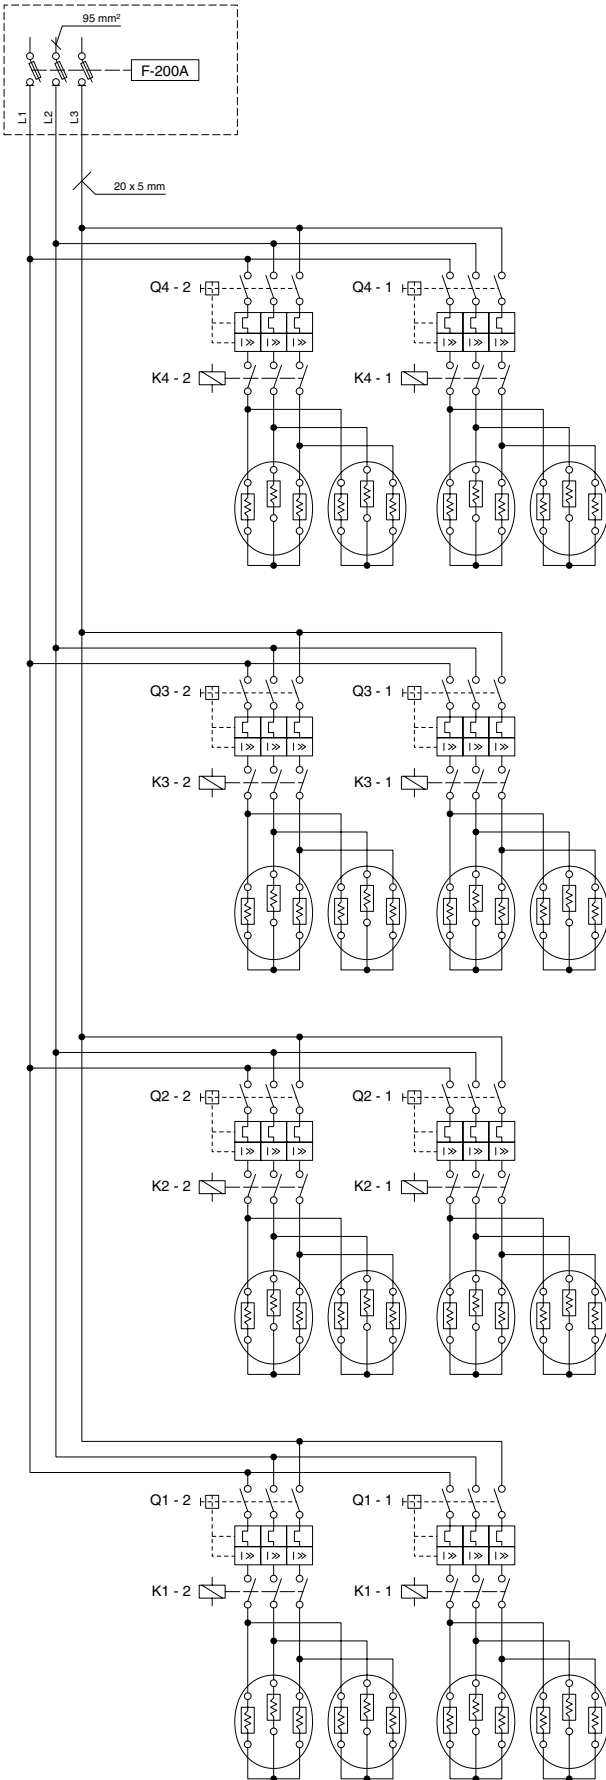 95 mm²
F-200A
L1
L2
L3
20 x 5 mm
Q4 - 2
Q4 - 1
I>>
I>>
I>>
I>>
I>>
I>>
K4 - 2
K4 - 1
Q3 - 2
Q3 - 1
I>>
I>>
I>>
I>>
I>>
I>>
K3 - 2
K3 - 1
Q2 - 2
Q2 - 1
I>>
I>>
I>>
I>>
I>>
I>>
K2 - 2
K2 - 1
Q1 - 2
Q1 - 1
I>>
I>>
I>>
I>>
I>>
I>>
K1 - 2
K1 - 1